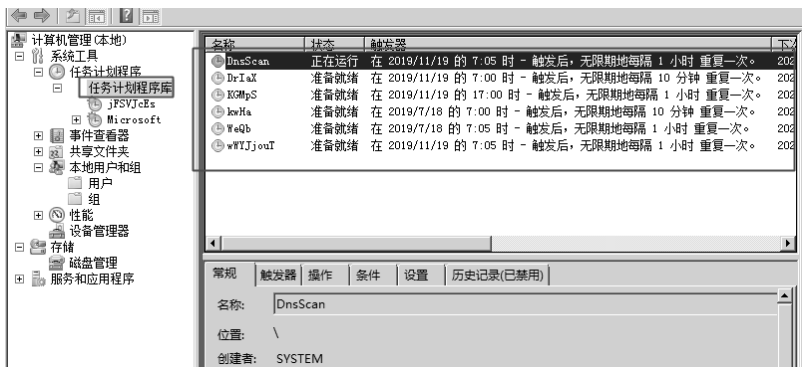 计算机管理(本地)
系统工具
任务计划程序
任务计划程序库
jFSVJcEs
Microsoft
事件查看器
共享文件夹
本地用户和组
用户
组
性能
设备管理器
存储
磁盘管理
服务和应用程序
名称 状态 触发器
DnsScan 正在运行 在 2019/11/19 的 7:05 时 - 触发后，无限期地每隔 1 小时 重复一次。 202
DrIaX 准备就绪 在 2019/11/19 的 7:00 时 - 触发后，无限期地每隔 10 分钟 重复一次。 202
KGMpS 准备就绪 在 2019/11/19 的 17:00 时 - 触发后，无限期地每隔 1 小时 重复一次。 202
kwHa 准备就绪 在 2019/7/18 的 7:00 时 - 触发后，无限期地每隔 10 分钟 重复一次。 202
WeQb 准备就绪 在 2019/7/18 的 7:05 时 - 触发后，无限期地每隔 1 小时 重复一次。 202
wWYJjouT 准备就绪 在 2019/11/19 的 7:05 时 - 触发后，无限期地每隔 1 小时 重复一次。 202
常规 触发器 操作 条件 设置 历史记录(已禁用)
名称: DnsScan
位置: \
创建者: SYSTEM